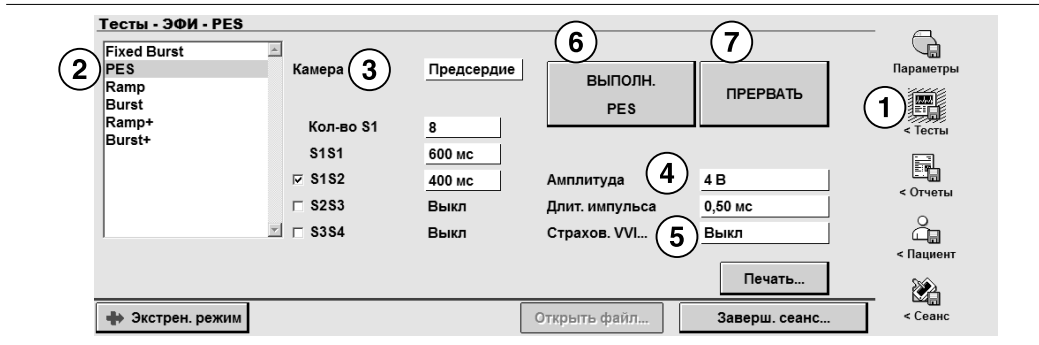 Тесты - ЭФИ - PES
Fixed Burst
PES
Ramp
Burst
Ramp+
Burst+
2
Камера
3
Предсердие
Кол-во S1
8
S1S1
600 мс
S1S2
400 мс
S2S3
Выкл
S3S4
Выкл
6
ВЫПОЛН.
PES
7
ПРЕРВАТЬ
Амплитуда
4
4 В
Длит. импульса
0,50 мс
Страхов. VVI...
5
Выкл
Печать...
Параметры
1
< Тесты
< Отчеты
< Пациент
< Сеанс
Экстрен. режим
Открыть файл...
Заверш. сеанс...